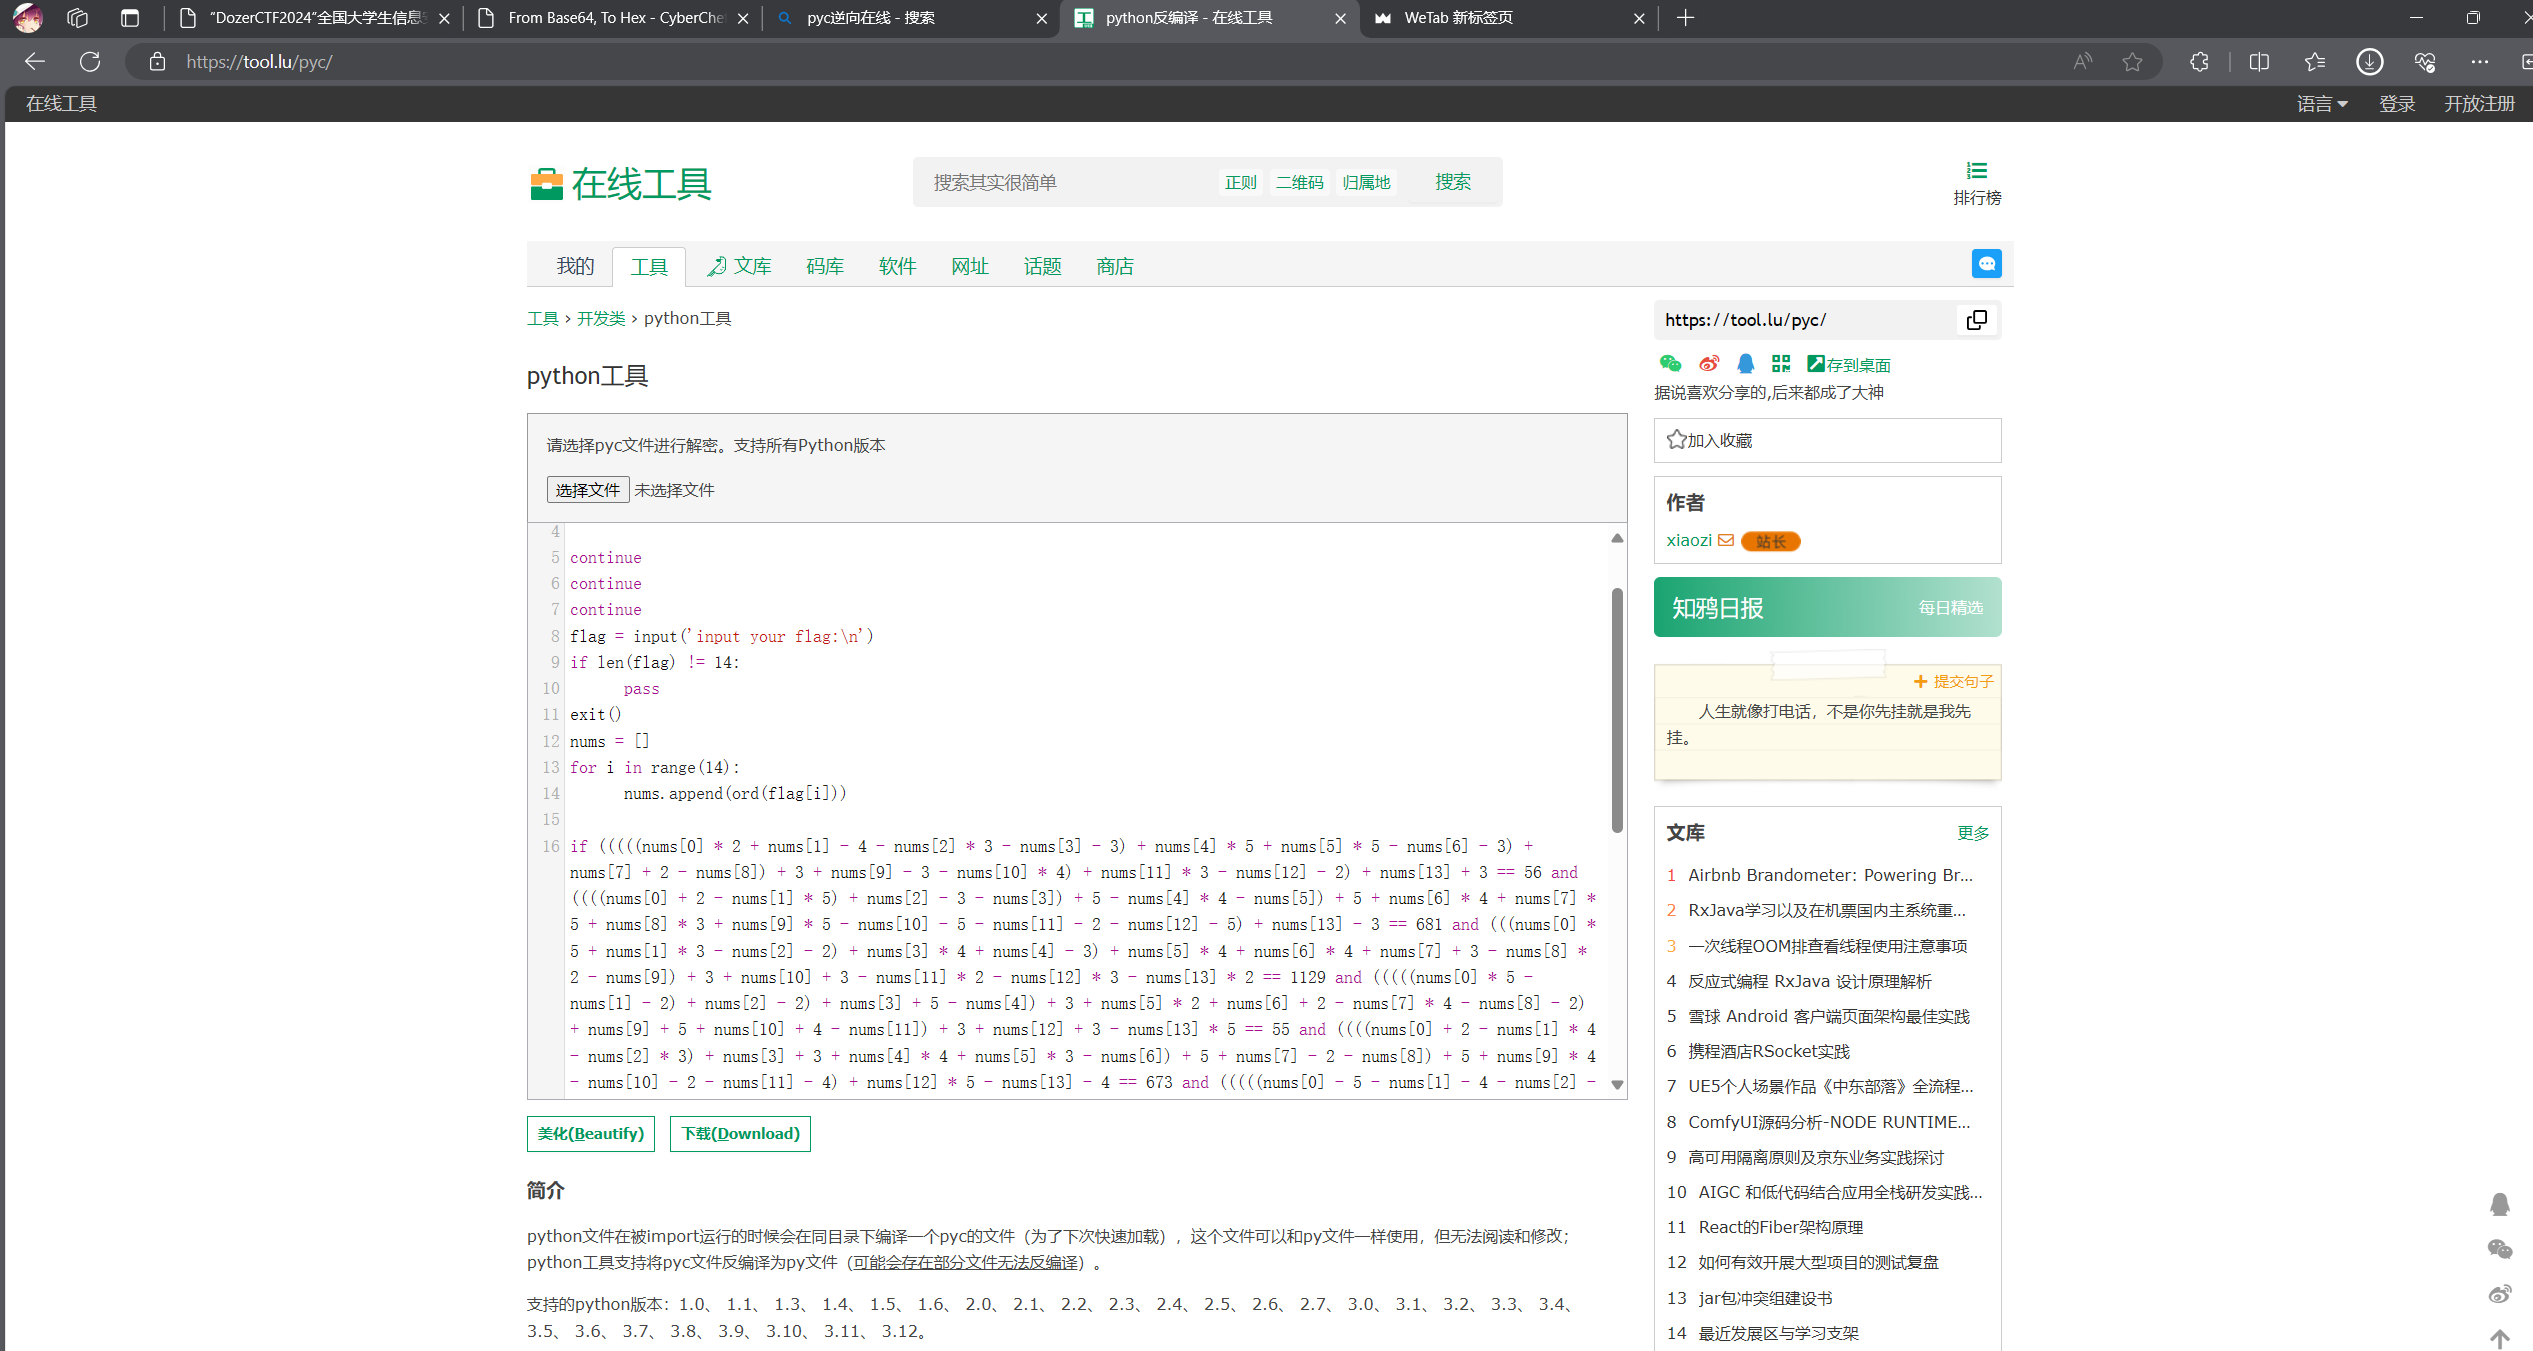 "DozerCTF2024"全国大学生信息
From Base64, To Hex - CyberChe
pyc逆向在线 - 搜索
python反编译 - 在线工具
WeTab 新标签页
https://tool.lu/pyc/
在线工具
语言
登录
开放注册
在线工具
搜索其实很简单
正则
二维码
归属地
搜索
排行榜
我的
工具
文库
码库
软件
网址
话题
商店
工具 › 开发类 › python工具
python工具
请选择pyc文件进行解密。支持所有Python版本
选择文件 未选择文件
4
5 continue
6 continue
7 continue
8 flag = input('input your flag:\n')
9 if len(flag) != 14:
10 pass
11 exit()
12 nums = []
13 for i in range(14):
14 nums.append(ord(flag[i]))
15
16 if (((((nums[0] * 2 + nums[1] - 4 - nums[2] * 3 - nums[3] - 3) + nums[4] * 5 + nums[5] * 5 - nums[6] - 3) +
nums[7] + 2 - nums[8]) + 3 + nums[9] - 3 - nums[10] * 4) + nums[11] * 3 - nums[12] - 2) + nums[13] + 3 == 56 and
((((nums[0] + 2 - nums[1] * 5) + nums[2] - 3 - nums[3]) + 5 - nums[4] * 4 - nums[5]) + 5 + nums[6] * 4 + nums[7] *
5 + nums[8] * 3 + nums[9] * 5 - nums[10] - 5 - nums[11] - 2 - nums[12] - 5) + nums[13] - 3 == 681 and (((nums[0] *
5 + nums[1] * 3 - nums[2] - 2) + nums[3] * 4 + nums[4] - 3) + nums[5] * 4 + nums[6] * 4 + nums[7] + 3 - nums[8] *
2 - nums[9]) + 3 + nums[10] + 3 - nums[11] * 2 - nums[12] * 3 - nums[13] * 2 == 1129 and (((((nums[0] * 5 -
nums[1] - 2) + nums[2] - 2) + nums[3] + 5 - nums[4]) + 3 + nums[5] * 2 + nums[6] + 2 - nums[7] * 4 - nums[8] - 2)
+ nums[9] + 5 + nums[10] + 4 - nums[11]) + 3 + nums[12] + 3 - nums[13] * 5 == 55 and ((((nums[0] + 2 - nums[1] * 4
- nums[2] * 3) + nums[3] + 3 + nums[4] * 4 + nums[5] * 3 - nums[6]) + 5 + nums[7] - 2 - nums[8]) + 5 + nums[9] * 4
- nums[10] - 2 - nums[11] - 4) + nums[12] * 5 - nums[13] - 4 == 673 and (((((nums[0] - 5 - nums[1] - 4 - nums[2] -
美化(Beautify)
下载(Download)
简介
python文件在被import运行的时候会在同目录下编译一个pyc的文件（为了下次快速加载），这个文件可以和py文件一样使用，但无法阅读和修改；
python工具支持将pyc文件反编译为py文件（可能会存在部分文件无法反编译）。
支持的python版本：1.0、 1.1、 1.3、 1.4、 1.5、 1.6、 2.0、 2.1、 2.2、 2.3、 2.4、 2.5、 2.6、 2.7、 3.0、 3.1、 3.2、 3.3、 3.4、
3.5、 3.6、 3.7、 3.8、 3.9、 3.10、 3.11、 3.12。
https://tool.lu/pyc/
存到桌面
据说喜欢分享的,后来都成了大神
加入收藏
作者
xiaozi 站长
知鸦日报 每日精选
提交句子
人生就像打电话，不是你先挂就是我先
挂。
文库 更多
1 Airbnb Brandometer: Powering Br...
2 RxJava学习以及在机票国内主系统重...
3 一次线程OOM排查看线程使用注意事项
4 反应式编程 RxJava 设计原理解析
5 雪球 Android 客户端页面架构最佳实践
6 携程酒店RSocket实践
7 UE5个人场景作品《中东部落》全流程...
8 ComfyUI源码分析-NODE RUNTIME...
9 高可用隔离原则及京东业务实践探讨
10 AIGC 和低代码结合应用全栈研发实践...
11 React的Fiber架构原理
12 如何有效开展大型项目的测试复盘
13 jar包冲突组建设书
14 最近发展区与学习支架